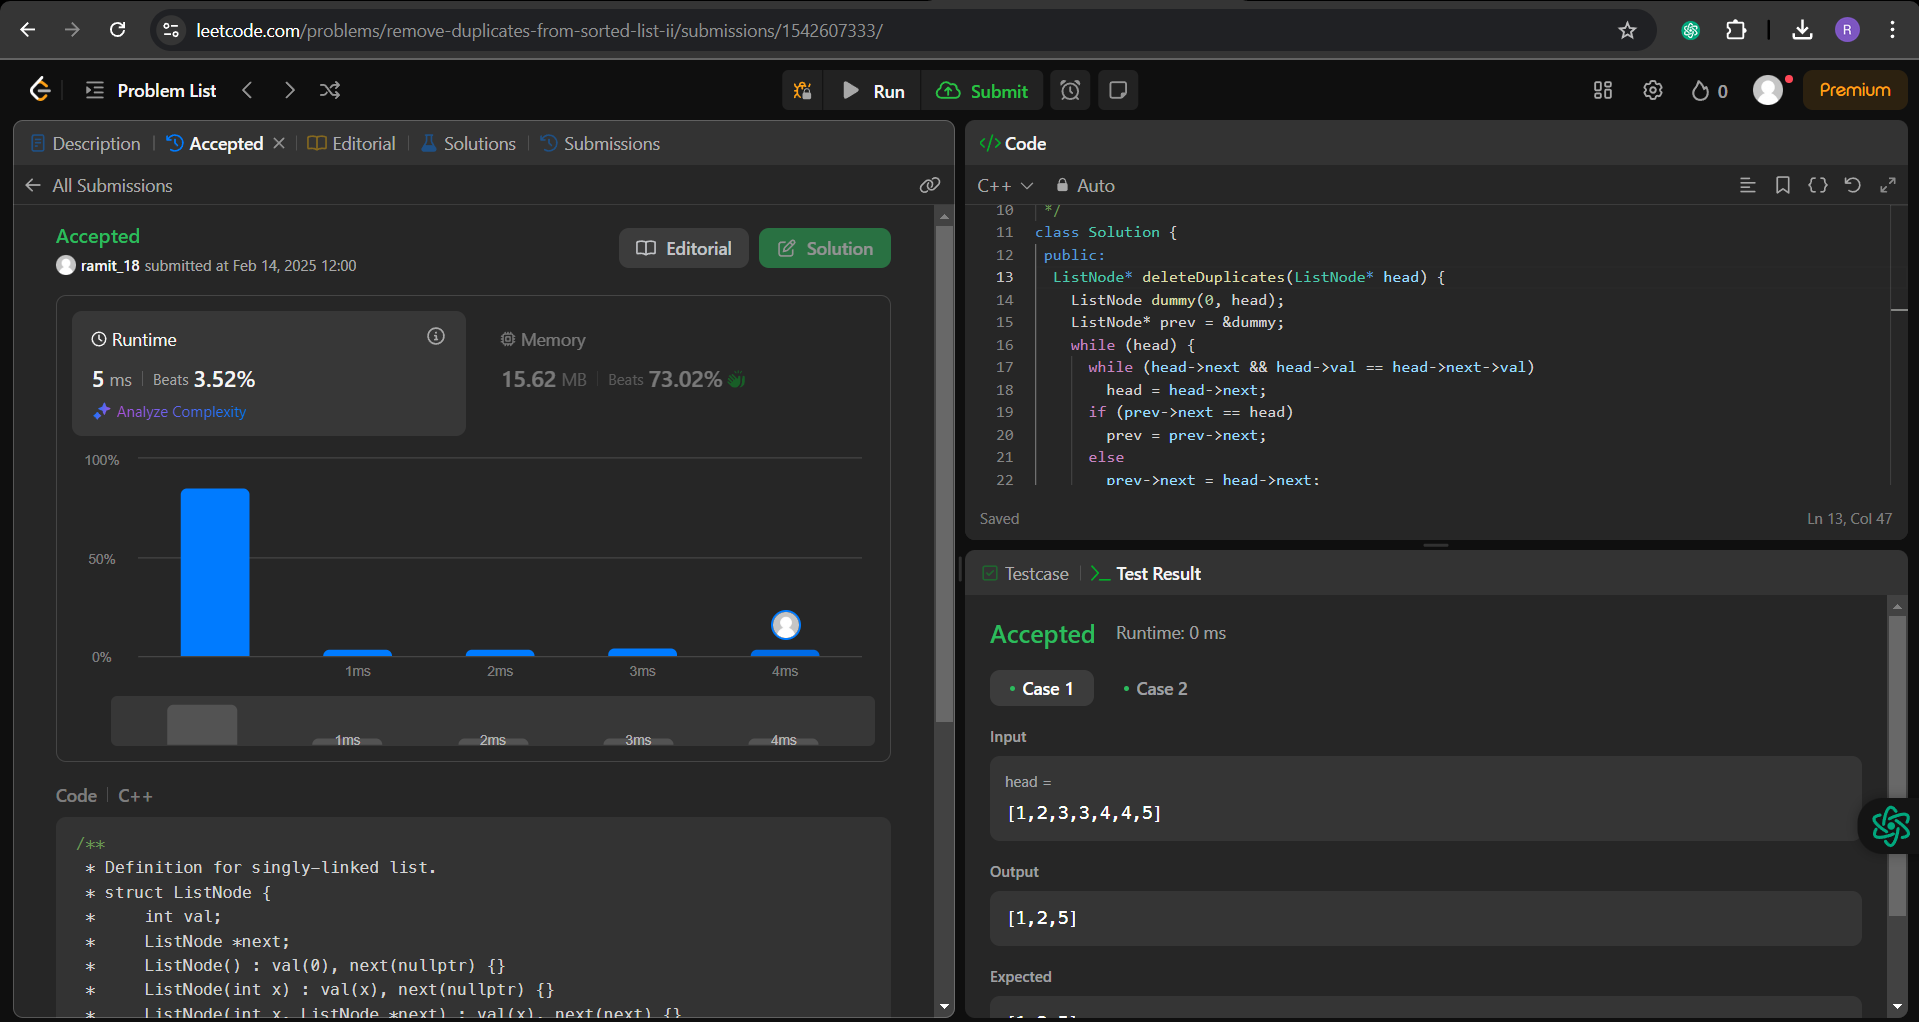 leetcode.com/problems/remove-duplicates-from-sorted-list-ii/submissions/1542607333/
R
Problem List
Run
Submit
0
Premium
Description
Accepted
Editorial
Solutions
Submissions
All Submissions
Accepted
ramit_18 submitted at Feb 14, 2025 12:00
Editorial
Solution
Runtime
5 ms
Beats 3.52%
Analyze Complexity
Memory
15.62 MB
Beats 73.02%
100%
50%
0%
1ms
2ms
3ms
4ms
1ms
2ms
3ms
4ms
Code
C++
/**
* Definition for singly-linked list.
* struct ListNode {
*     int val;
*     ListNode *next;
*     ListNode() : val(0), next(nullptr) {}
*     ListNode(int x) : val(x), next(nullptr) {}
*     ListNode(int x, ListNode *next) : val(x), next(next) {}
</> Code
C++
Auto
10 */
11 class Solution {
12 public:
13 ListNode* deleteDuplicates(ListNode* head) {
14 ListNode dummy(0, head);
15 ListNode* prev = &dummy;
16 while (head) {
17 while (head->next && head->val == head->next->val)
18 head = head->next;
19 if (prev->next == head)
20 prev = prev->next;
21 else
22 prev->next = head->next;
Saved
Ln 13, Col 47
Testcase
Test Result
Accepted
Runtime: 0 ms
Case 1
Case 2
Input
head =
[1,2,3,3,4,4,5]
Output
[1,2,5]
Expected
[1,2,5]